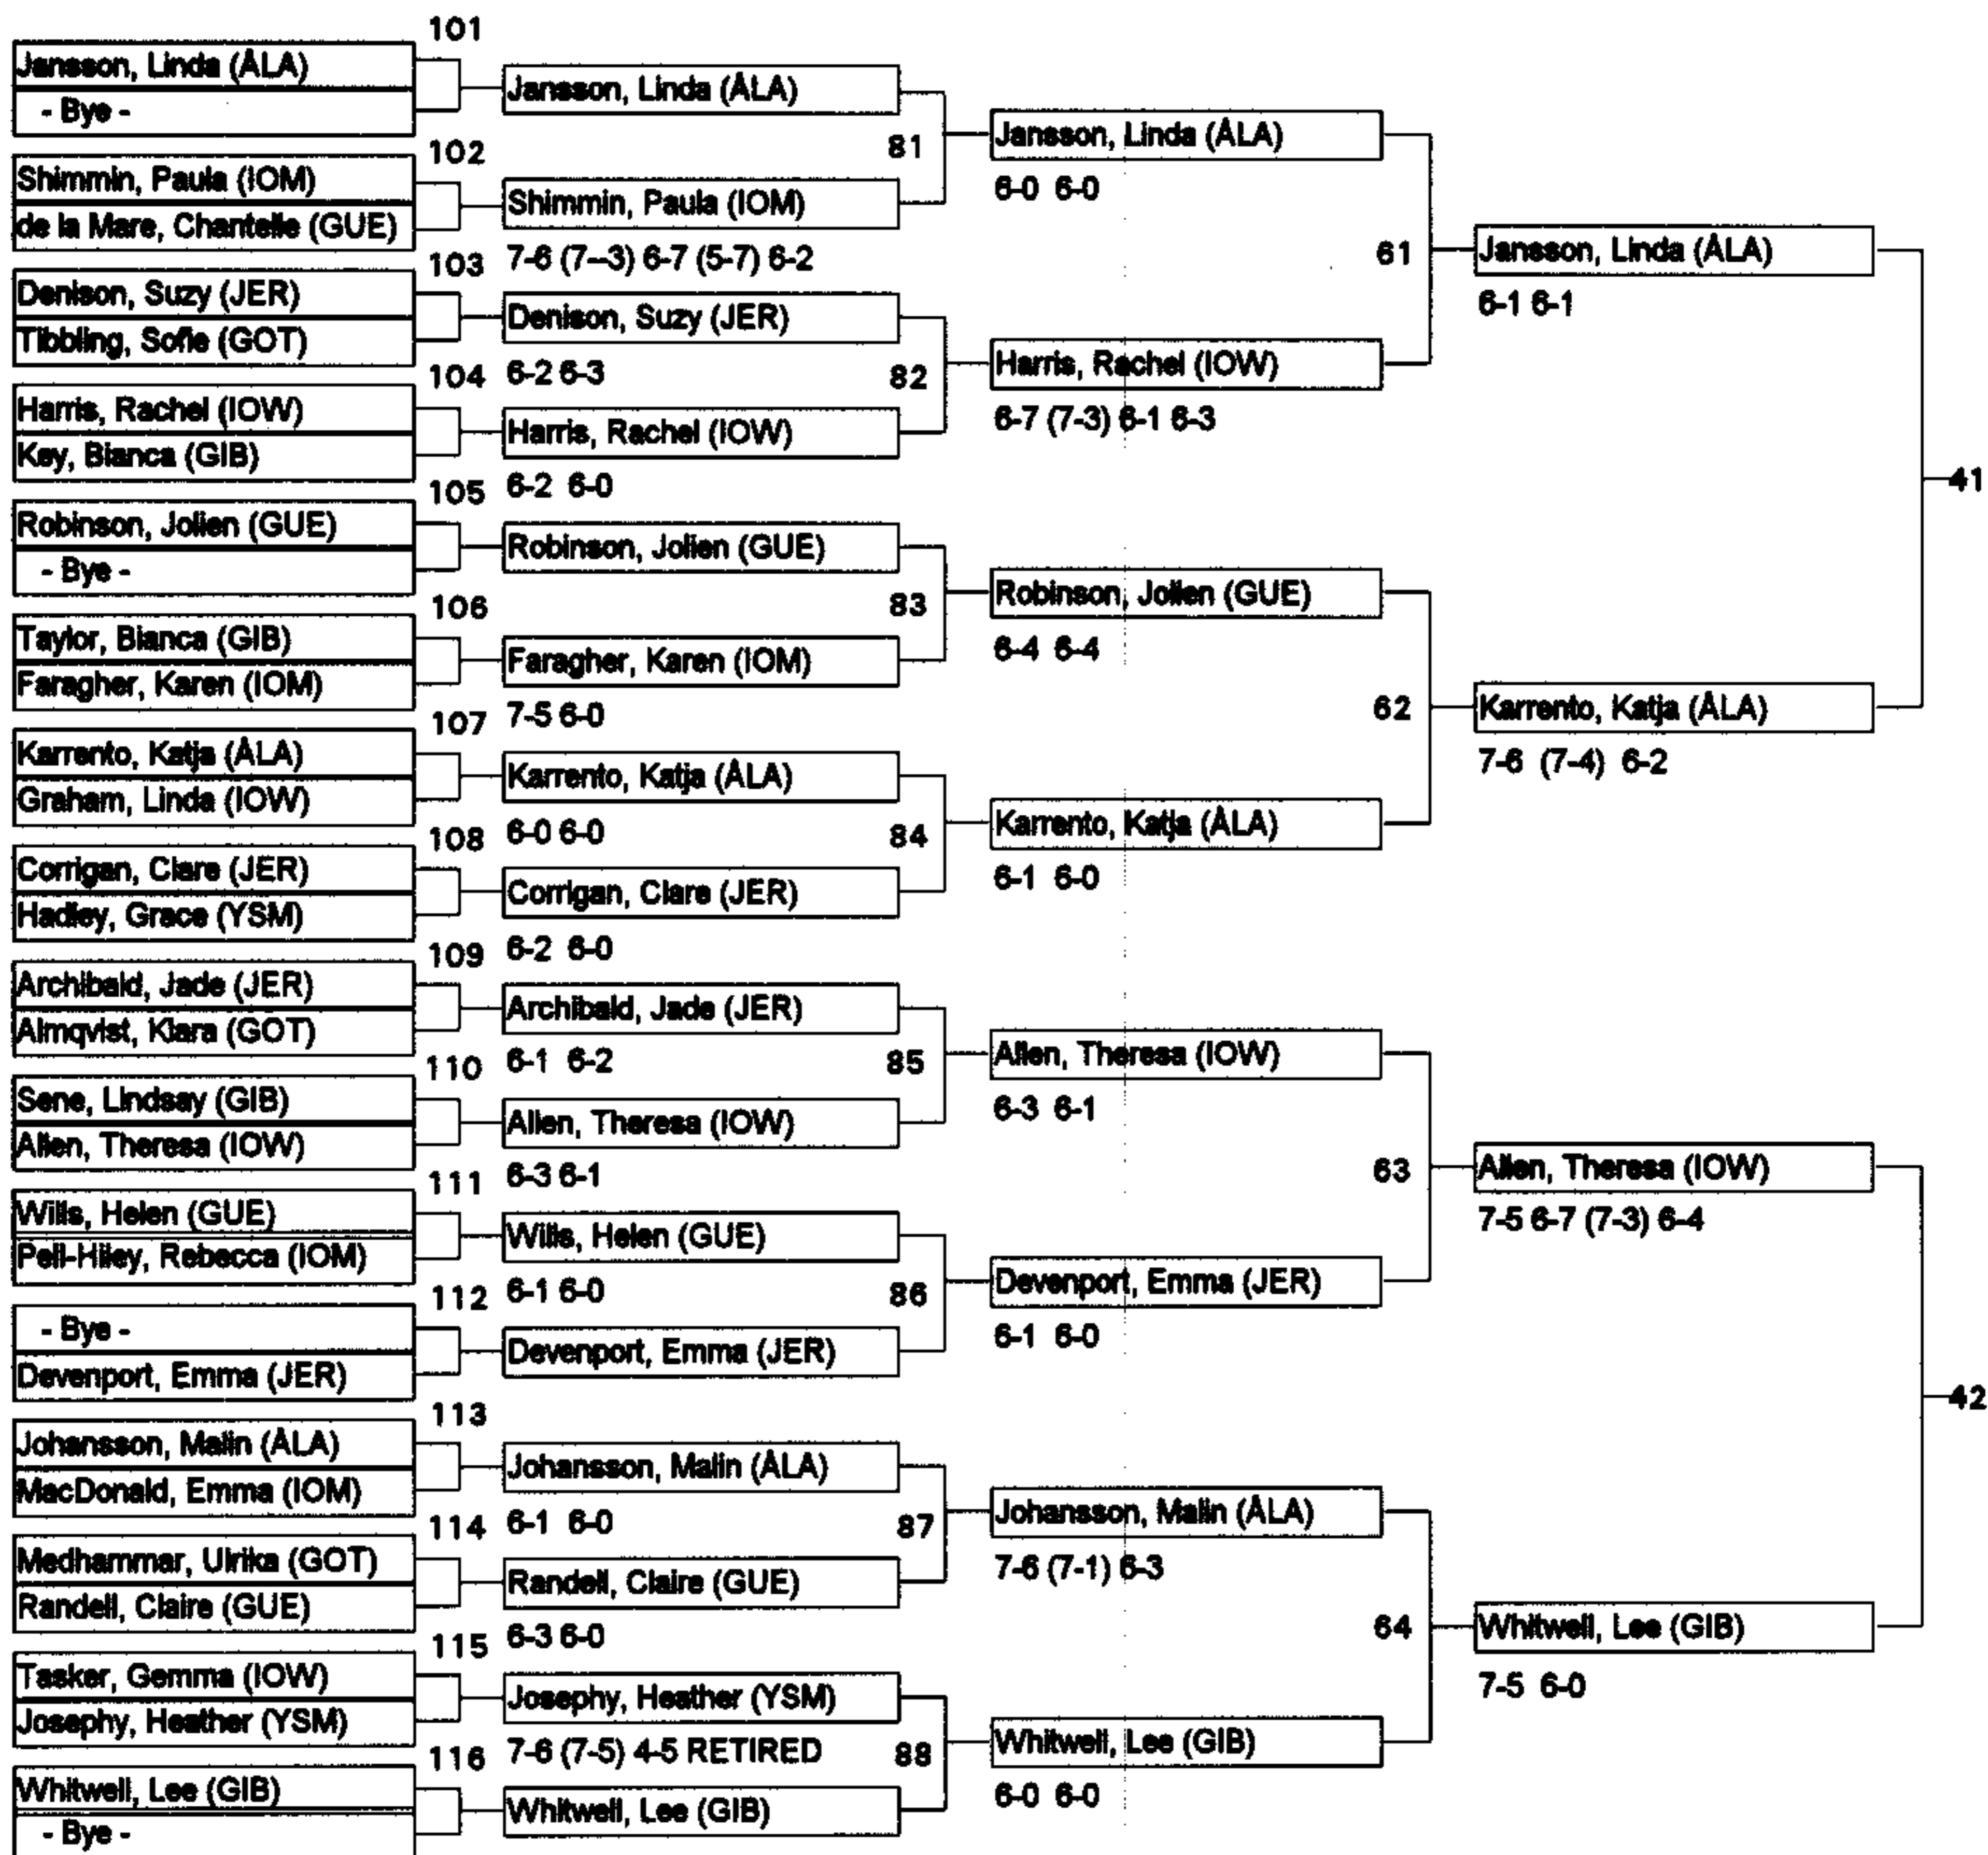 101
Jansson, Linda (ÅLA)
- Bye -
Jansson, Linda (ÅLA)
102
81
Jansson, Linda (ÅLA)
6-0 6-0
Shimmin, Paula (IOM)
de la Mare, Chantelle (GUE)
Shimmin, Paula (IOM)
7-6 (7--3) 6-7 (5-7) 6-2
61
Jansson, Linda (ÅLA)
6-1 6-1
103
Denison, Suzy (JER)
Tibbling, Sofie (GOT)
Denison, Suzy (JER)
6-2 6-3
104
82
Harris, Rachel (IOW)
6-7 (7-3) 6-1 6-3
Harris, Rachel (IOW)
Key, Bianca (GIB)
Harris, Rachel (IOW)
6-2 6-0
41
105
Robinson, Jolien (GUE)
- Bye -
Robinson, Jolien (GUE)
106
83
Robinson, Jolien (GUE)
6-4 6-4
Taylor, Bianca (GIB)
Faragher, Karen (IOM)
Faragher, Karen (IOM)
7-5 6-0
62
Karrento, Katja (ÅLA)
7-6 (7-4) 6-2
107
Karrento, Katja (ÅLA)
Graham, Linda (IOW)
Karrento, Katja (ÅLA)
6-0 6-0
108
84
Karrento, Katja (ÅLA)
6-1 6-0
Corrigan, Clare (JER)
Hadley, Grace (YSM)
Corrigan, Clare (JER)
6-2 6-0
109
Archibald, Jade (JER)
Almqvist, Klara (GOT)
Archibald, Jade (JER)
6-1 6-2
110
85
Allen, Theresa (IOW)
6-3 6-1
Sene, Lindsay (GIB)
Allen, Theresa (IOW)
Allen, Theresa (IOW)
6-3 6-1
63
Allen, Theresa (IOW)
7-5 6-7 (7-3) 6-4
111
Wills, Helen (GUE)
Pell-Hiley, Rebecca (IOM)
Wills, Helen (GUE)
6-1 6-0
112
86
Devenport, Emma (JER)
6-1 6-0
- Bye -
Devenport, Emma (JER)
Devenport, Emma (JER)
42
113
Johansson, Malin (ÅLA)
MacDonald, Emma (IOM)
Johansson, Malin (ÅLA)
6-1 6-0
114
87
Johansson, Malin (ÅLA)
7-6 (7-1) 6-3
Medhammar, Ulrika (GOT)
Randell, Claire (GUE)
Randell, Claire (GUE)
6-3 6-0
64
Whitwell, Lee (GIB)
7-5 6-0
115
Tasker, Gemma (IOW)
Josephy, Heather (YSM)
Josephy, Heather (YSM)
7-6 (7-5) 4-5 RETIRED
116
88
Whitwell, Lee (GIB)
6-0 6-0
Whitwell, Lee (GIB)
- Bye -
Whitwell, Lee (GIB)